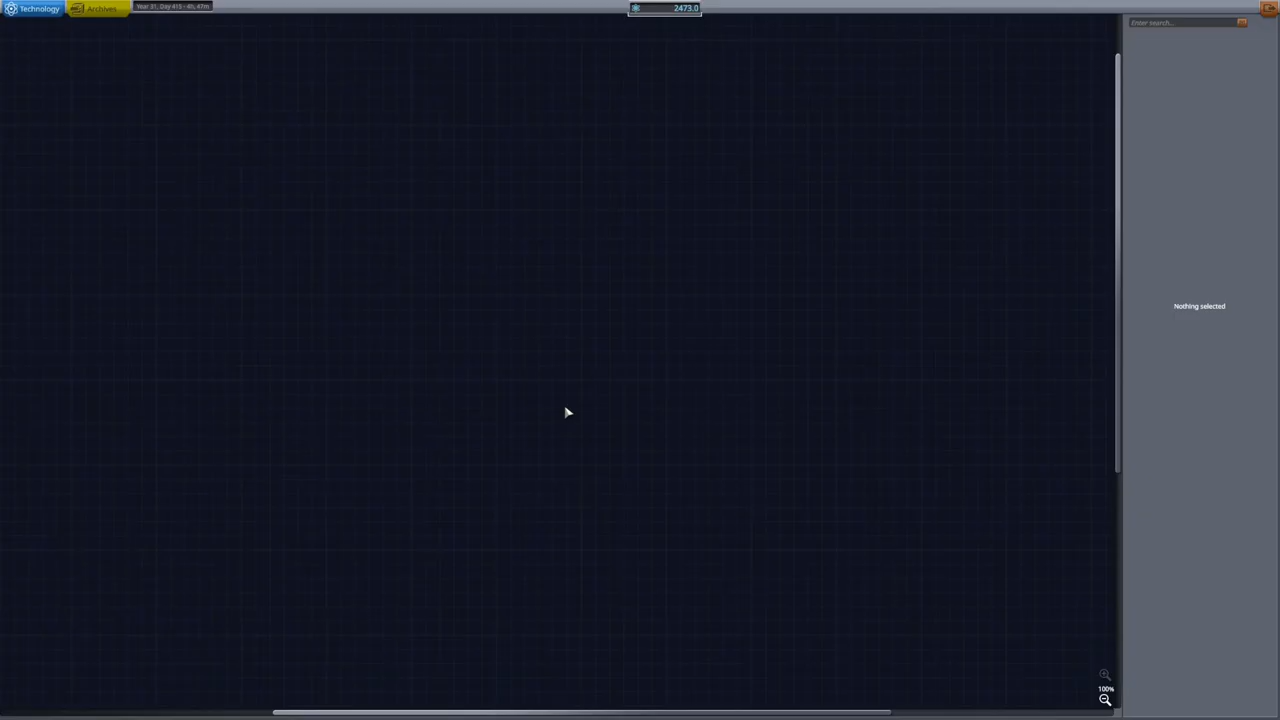 Technology
Archives
Year 31, Day 415 - 4h, 47m
2473.0
Enter search...
Nothing selected
100%